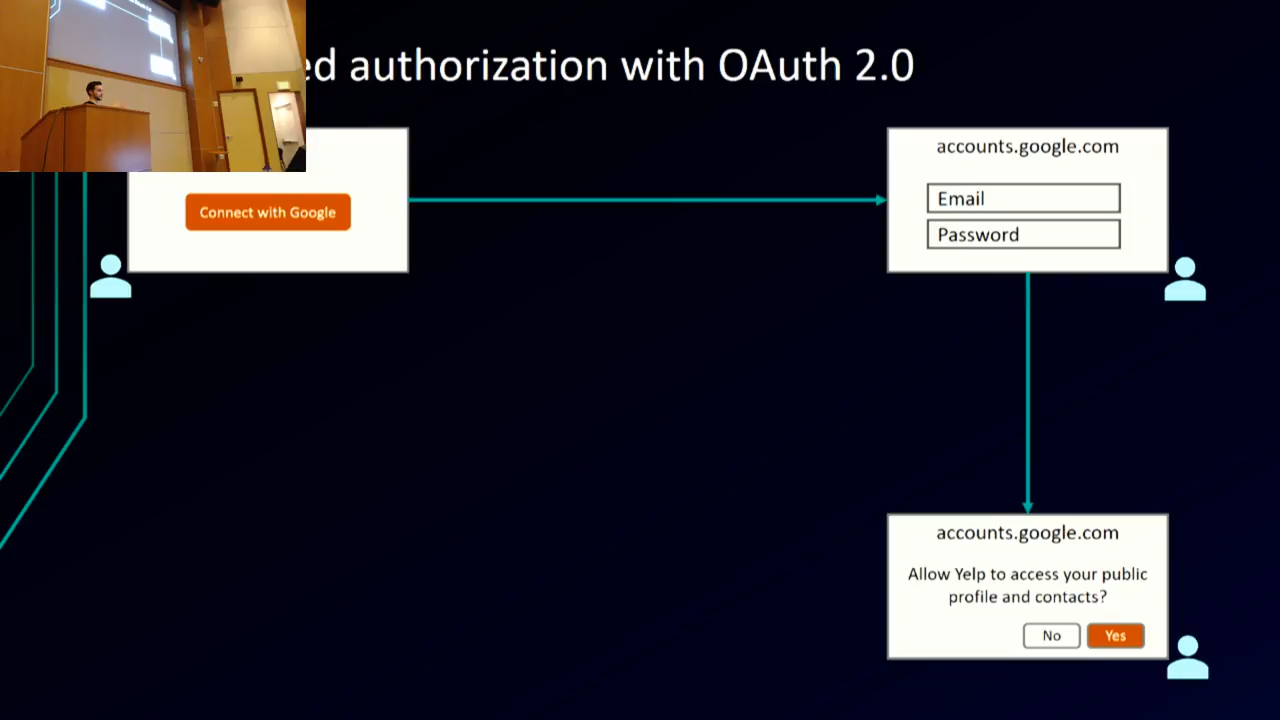 ed authorization with OAuth 2.0
Connect with Google
accounts.google.com
Email
Password
accounts.google.com
Allow Yelp to access your public
profile and contacts?
No
Yes